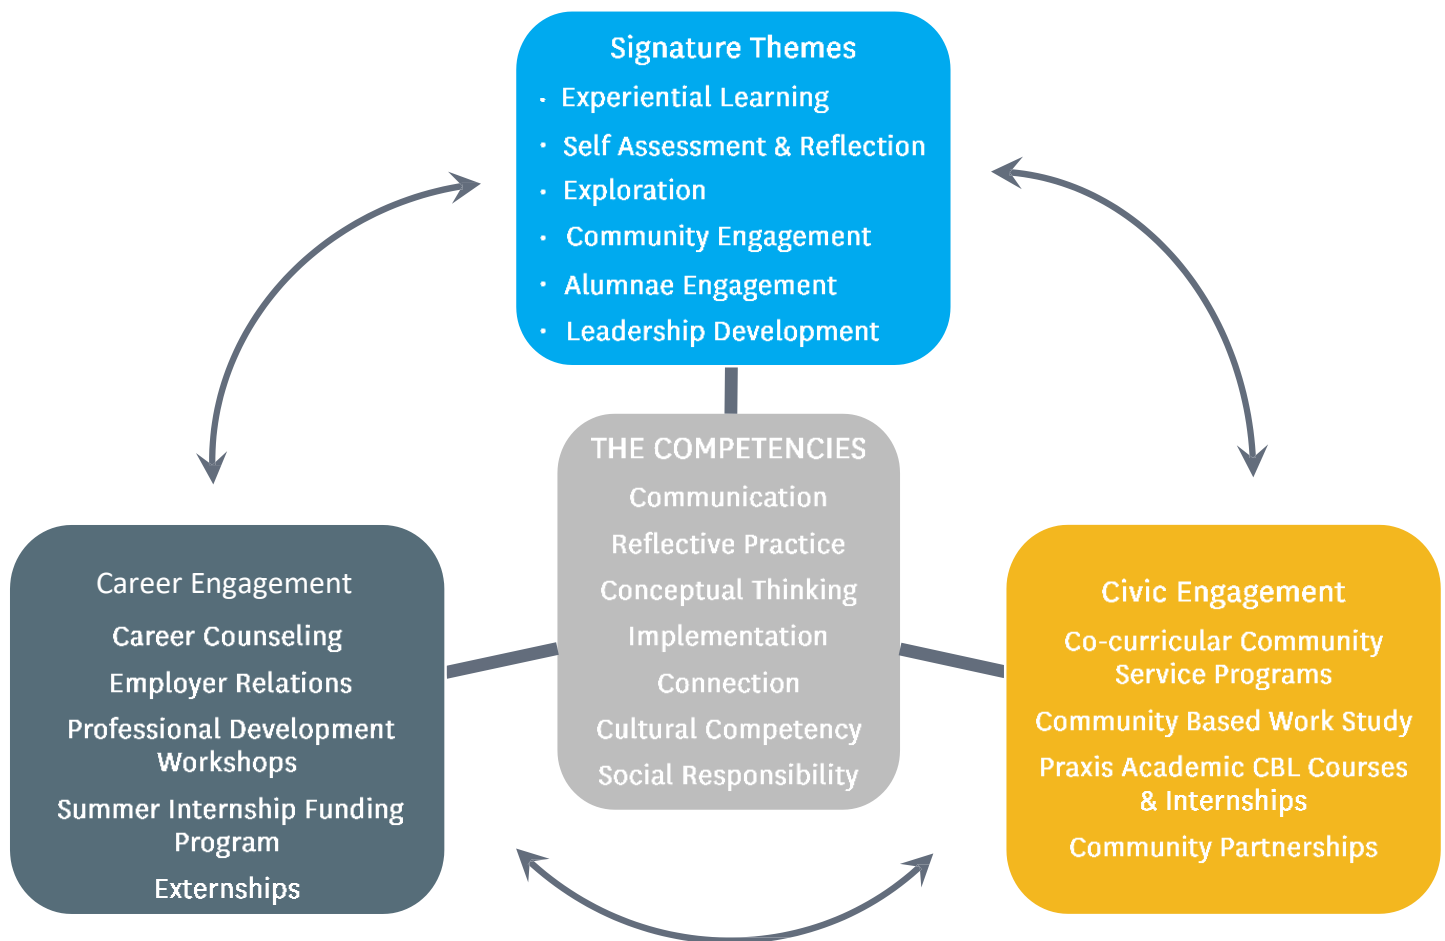 Signature Themes
· Experiential Learning
· Self Assessment & Reflection
· Exploration
· Community Engagement
· Alumnae Engagement
· Leadership Development
THE COMPETENCIES
Communication
Reflective Practice
Conceptual Thinking
Implementation
Connection
Cultural Competency
Social Responsibility
Career Engagement
Career Counseling
Employer Relations
Professional Development
Workshops
Summer Internship Funding
Program
Externships
Civic Engagement
Co-curricular Community
Service Programs
Community Based Work Study
Praxis Academic CBL Courses
& Internships
Community Partnerships